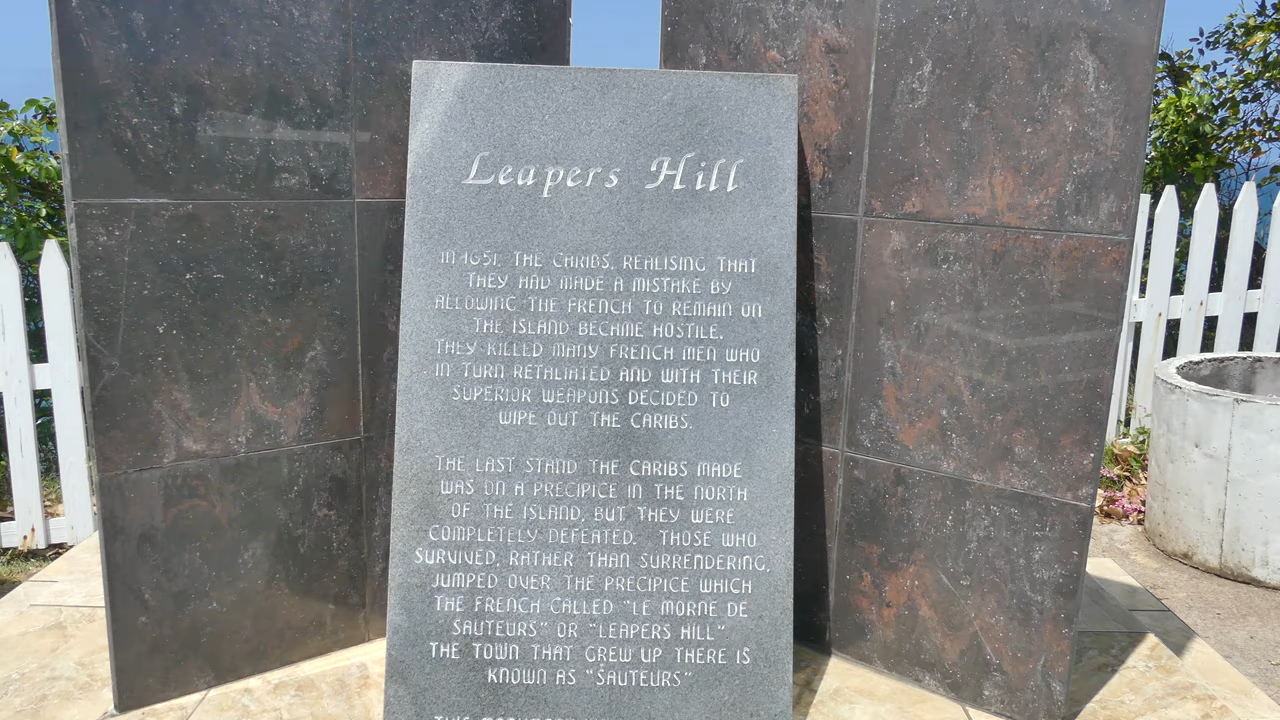 Leapers Hill
IN 1651, THE CARIBS, REALISING THAT
THEY HAD MADE A MISTAKE BY
ALLOWING THE FRENCH TO REMAIN ON
THE ISLAND BECAME HOSTILE.
THEY KILLED MANY FRENCH MEN WHO
IN TURN RETALIATED AND WITH THEIR
SUPERIOR WEAPONS DECIDED TO
WIPE OUT THE CARIBS.
THE LAST STAND THE CARIBS MADE
WAS ON A PRECIPICE IN THE NORTH
OF THE ISLAND, BUT THEY WERE
COMPLETELY DEFEATED. THOSE WHO
SURVIVED, RATHER THAN SURRENDERING,
JUMPED OVER THE PRECIPICE WHICH
THE FRENCH CALLED "LE MORNE DE
SAUTEURS" OR "LEAPERS HILL"
THE TOWN THAT GREW UP THERE IS
KNOWN AS "SAUTEURS"